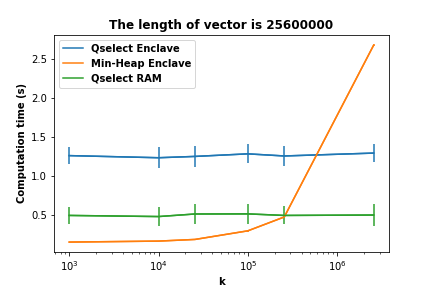 The length of vector is 25600000
Qselect Enclave
Min-Heap Enclave
Qselect RAM
Computation time (s)
2.5
2.0
1.5
1.0
0.5
10³
10⁴
10⁵
10⁶
k